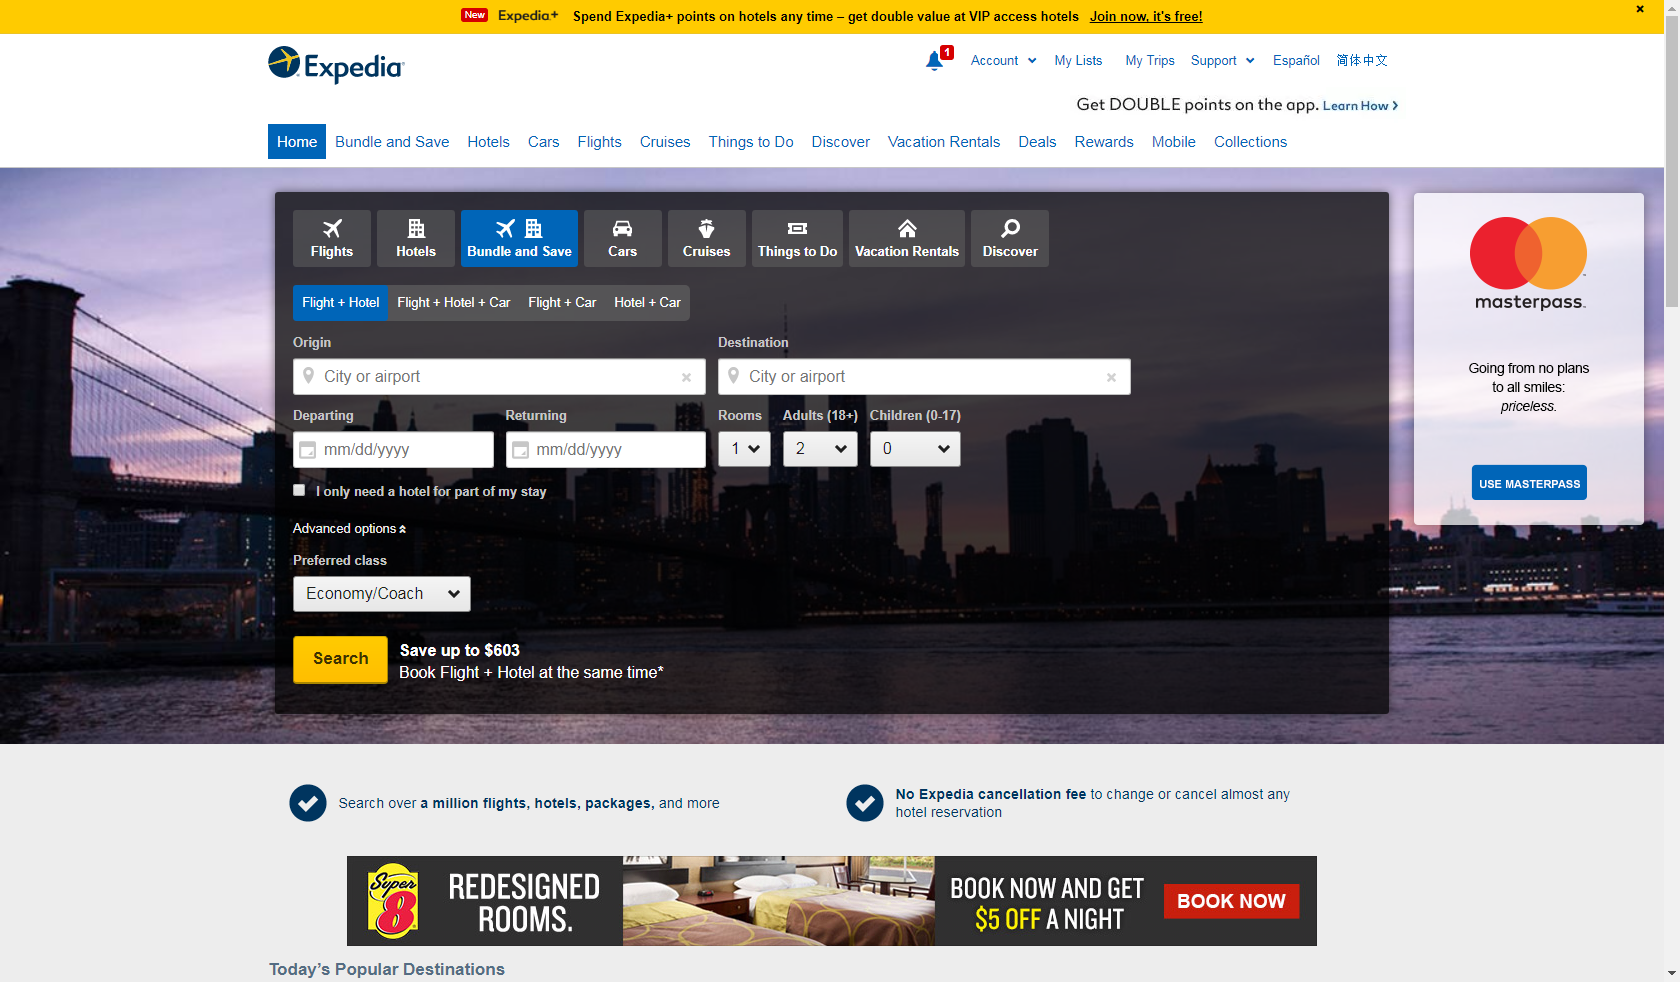 New Expedia+ Spend Expedia+ points on hotels any time – get double value at VIP access hotels Join now, it's free!
Expedia
1 Account My Lists My Trips Support Español 简体中文
Get DOUBLE points on the app. Learn How
Home Bundle and Save Hotels Cars Flights Cruises Things to Do Discover Vacation Rentals Deals Rewards Mobile Collections
Flights Hotels Bundle and Save Cars Cruises Things to Do Vacation Rentals Discover
Flight + Hotel Flight + Hotel + Car Flight + Car Hotel + Car
Origin Destination
City or airport City or airport
Departing Returning Rooms Adults (18+) Children (0-17)
mm/dd/yyyy mm/dd/yyyy 1 2 0
I only need a hotel for part of my stay
Advanced options
Preferred class
Economy/Coach
Search
Save up to $603
Book Flight + Hotel at the same time*
masterpass
Going from no plans
to all smiles:
priceless.
USE MASTERPASS
Search over a million flights, hotels, packages, and more
No Expedia cancellation fee to change or cancel almost any
hotel reservation
Super 8
REDESIGNED
ROOMS.
BOOK NOW AND GET
$5 OFF A NIGHT
BOOK NOW
Today's Popular Destinations